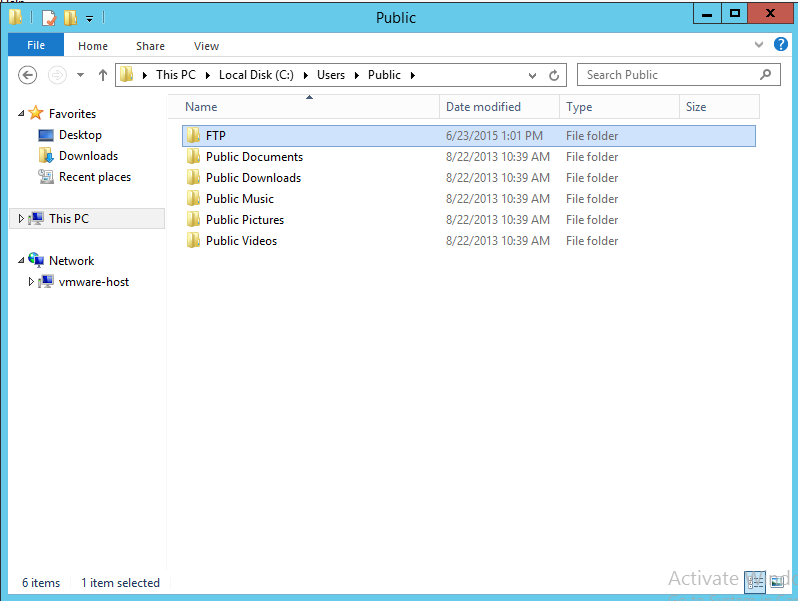 Public
File Home Share View
This PC Local Disk (C:) Users Public Search Public
Name Date modified Type Size
Favorites
Desktop
Downloads
Recent places
This PC
Network
vmware-host
FTP 6/23/2015 1:01 PM File folder
Public Documents 8/22/2013 10:39 AM File folder
Public Downloads 8/22/2013 10:39 AM File folder
Public Music 8/22/2013 10:39 AM File folder
Public Pictures 8/22/2013 10:39 AM File folder
Public Videos 8/22/2013 10:39 AM File folder
6 items 1 item selected
Activate Wind